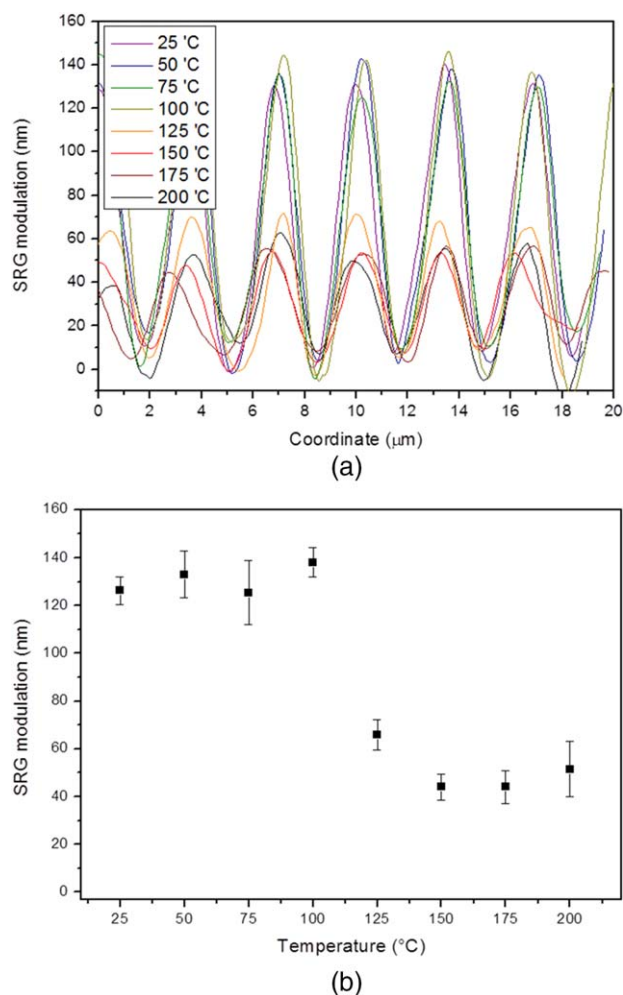 160
140
120
100
80
60
40
20
0
SRG modulation (nm)
25 'C
50 'C
75 'C
100 'C
125 'C
150 'C
175 'C
200 'C
0 2 4 6 8 10 12 14 16 18 20
Coordinate (μm)
(a)
160
140
120
100
80
60
40
20
0
SRG modulation (nm)
25 50 75 100 125 150 175 200
Temperature (°C)
(b)